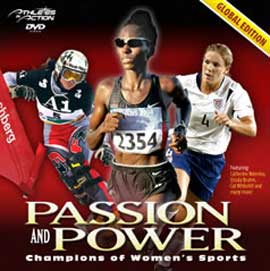 ATHLETES
IN ACTION
DVD
GLOBAL EDITION
A1
2354
4
Featuring
Catherine Ndereba,
Ursula Bruhin,
Cat Whitehill and
many more!
PASSION
AND POWER
Champions of Women's Sports